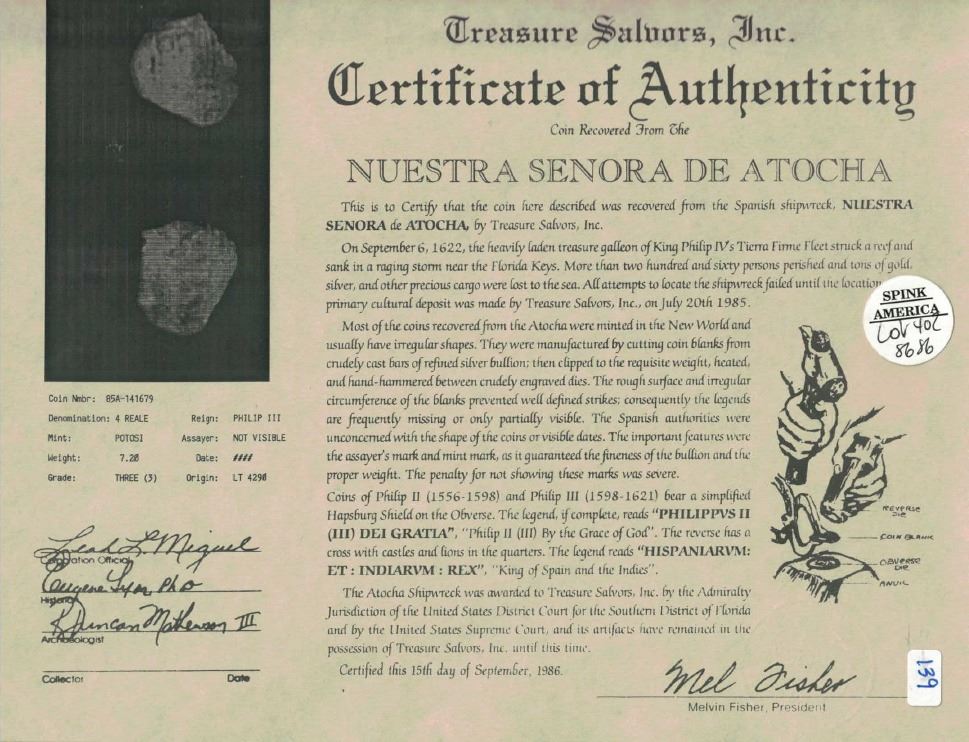 Treasure Salvors, Inc.
Certificate of Authenticity
Coin Recovered From The
NUESTRA SENORA DE ATOCHA
This is to Certify that the coin here described was recovered from the Spanish shipwreck, NUESTRA
SENORA de ATOCHA, by Treasure Salvors, Inc.
On September 6, 1622, the heavily laden treasure galleon of King Philip IV's Tierra Firme Fleet struck a reef and
sank in a raging storm near the Florida Keys. More than two hundred and sixty persons perished and tons of gold,
silver, and other precious cargo were lost to the sea. All attempts to locate the shipwreck failed until the location
primary cultural deposit was made by Treasure Salvors, Inc., on July 20th 1985.
SPINK
AMERICA
Lot 402
8686
Most of the coins recovered from the Atocha were minted in the New World and
usually have irregular shapes. They were manufactured by cutting coin blanks from
crudely cast bars of refined silver bullion; then clipped to the requisite weight, heated,
and hand-hammered between crudely engraved dies. The rough surface and irregular
circumference of the blanks prevented well defined strikes; consequently the legends
are frequently missing or only partially visible. The Spanish authorities were
unconcerned with the shape of the coins or visible dates. The important features were
the assayer's mark and mint mark, as it guaranteed the fineness of the bullion and the
proper weight. The penalty for not showing these marks was severe.
Coins of Philip II (1556-1598) and Philip III (1598-1621) bear a simplified
Hapsburg Shield on the Obverse. The legend, if complete, reads "PHILIPPVS II
(III) DEI GRATIA", "Philip II (III) By the Grace of God". The reverse has a
cross with castles and lions in the quarters. The legend reads "HISPANIARVM:
ET : INDIARVM : REX", "King of Spain and the Indies".
The Atocha Shipwreck was awarded to Treasure Salvors, Inc. by the Admiralty
Jurisdiction of the United States District Court for the Southern District of Florida
and by the United States Supreme Court, and its artifacts have remained in the
possession of Treasure Salvors, Inc. until this time.
Certified this 15th day of September, 1986.
REVERSE
DIE
COIN BLANK
OBVERSE
DIE
ANVIL
Mel Fisher
Melvin Fisher, President
139
Coin Nmbr: 85A-141679
Denomination: 4 REALE Reign: PHILIP III
Mint: POTOSI Assayer: NOT VISIBLE
Weight: 7.20 Date: ####
Grade: THREE (3) Origin: LT 4290
Leah L. Miguel
Corporation Official
Eugene Lyon PhD
Historian
R. Duncan Mathewson III
Archaeologist
Collector Date